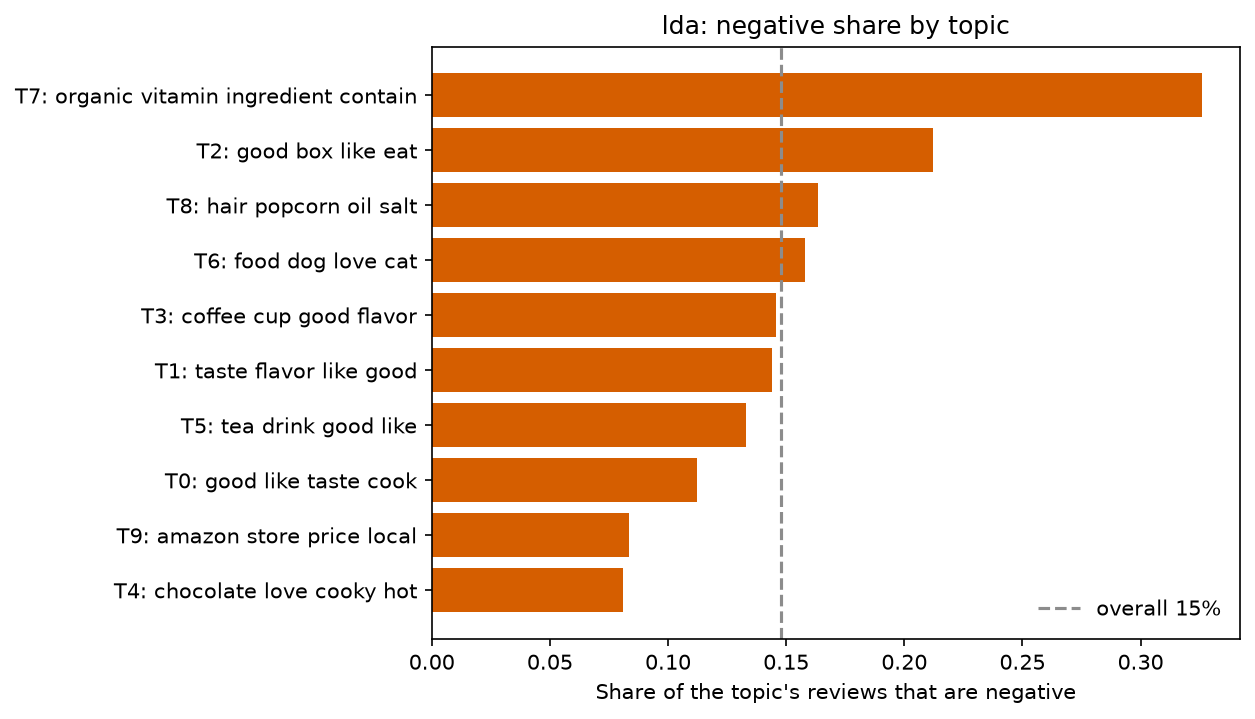 lda: negative share by topic
T7: organic vitamin ingredient contain
T2: good box like eat
T8: hair popcorn oil salt
T6: food dog love cat
T3: coffee cup good flavor
T1: taste flavor like good
T5: tea drink good like
T0: good like taste cook
T9: amazon store price local
T4: chocolate love cooky hot
overall 15%
0.00 0.05 0.10 0.15 0.20 0.25 0.30
Share of the topic's reviews that are negative